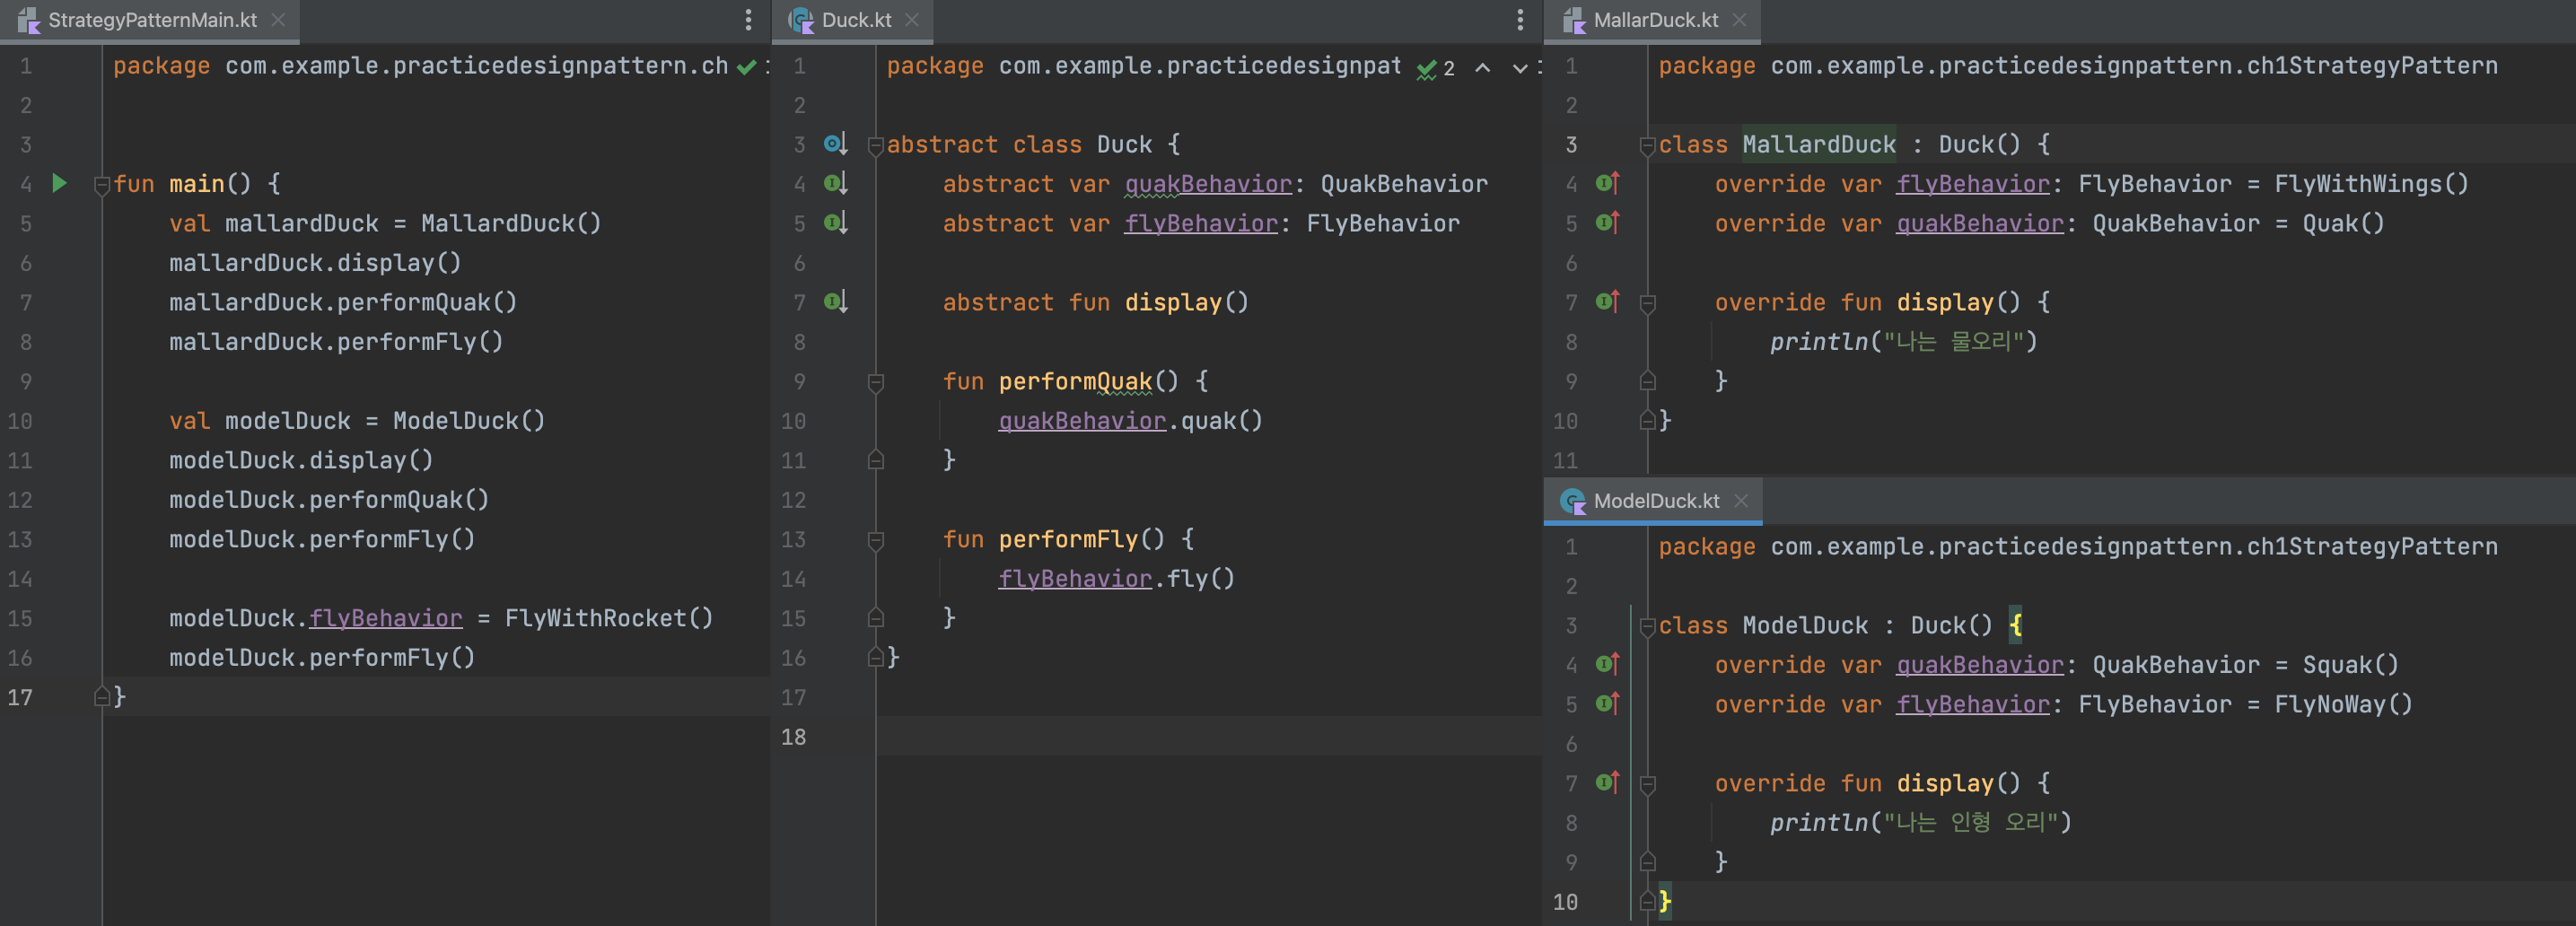 StrategyPatternMain.kt
1 package com.example.practicedesignpattern.ch
2
3
4 fun main() {
5 val mallardDuck = MallardDuck()
6 mallardDuck.display()
7 mallardDuck.performQuak()
8 mallardDuck.performFly()
9
10 val modelDuck = ModelDuck()
11 modelDuck.display()
12 modelDuck.performQuak()
13 modelDuck.performFly()
14
15 modelDuck.flyBehavior = FlyWithRocket()
16 modelDuck.performFly()
17 }
Duck.kt
1 package com.example.practicedesignpat 2
2
3 abstract class Duck {
4 abstract var quakBehavior: QuakBehavior
5 abstract var flyBehavior: FlyBehavior
6
7 abstract fun display()
8
9 fun performQuak() {
10 quakBehavior.quak()
11 }
12
13 fun performFly() {
14 flyBehavior.fly()
15 }
16 }
17
18
MallarDuck.kt
1 package com.example.practicedesignpattern.ch1StrategyPattern
2
3 class MallardDuck : Duck() {
4 override var flyBehavior: FlyBehavior = FlyWithWings()
5 override var quakBehavior: QuakBehavior = Quak()
6
7 override fun display() {
8 println("나는 물오리")
9 }
10 }
11
ModelDuck.kt
1 package com.example.practicedesignpattern.ch1StrategyPattern
2
3 class ModelDuck : Duck() {
4 override var quakBehavior: QuakBehavior = Squak()
5 override var flyBehavior: FlyBehavior = FlyNoWay()
6
7 override fun display() {
8 println("나는 인형 오리")
9 }
10 }